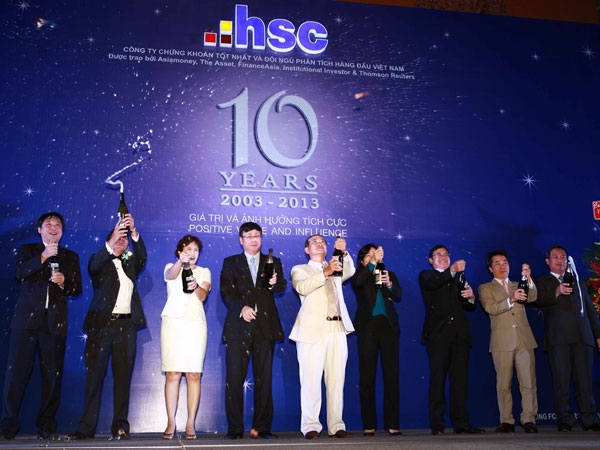 hsc
CÔNG TY CHỨNG KHOÁN TỐT NHẤT VÀ ĐỘI NGŨ PHÂN TÍCH HÀNG ĐẦU VIỆT NAM
Được trao bởi Asiamoney, The Asset, FinanceAsia, Institutional Investor & Thomson Reuters
10
YEARS
2003 - 2013
GIÁ TRỊ VÀ ẢNH HƯỞNG TÍCH CỰC
POSITIVE AND INFLUENCE